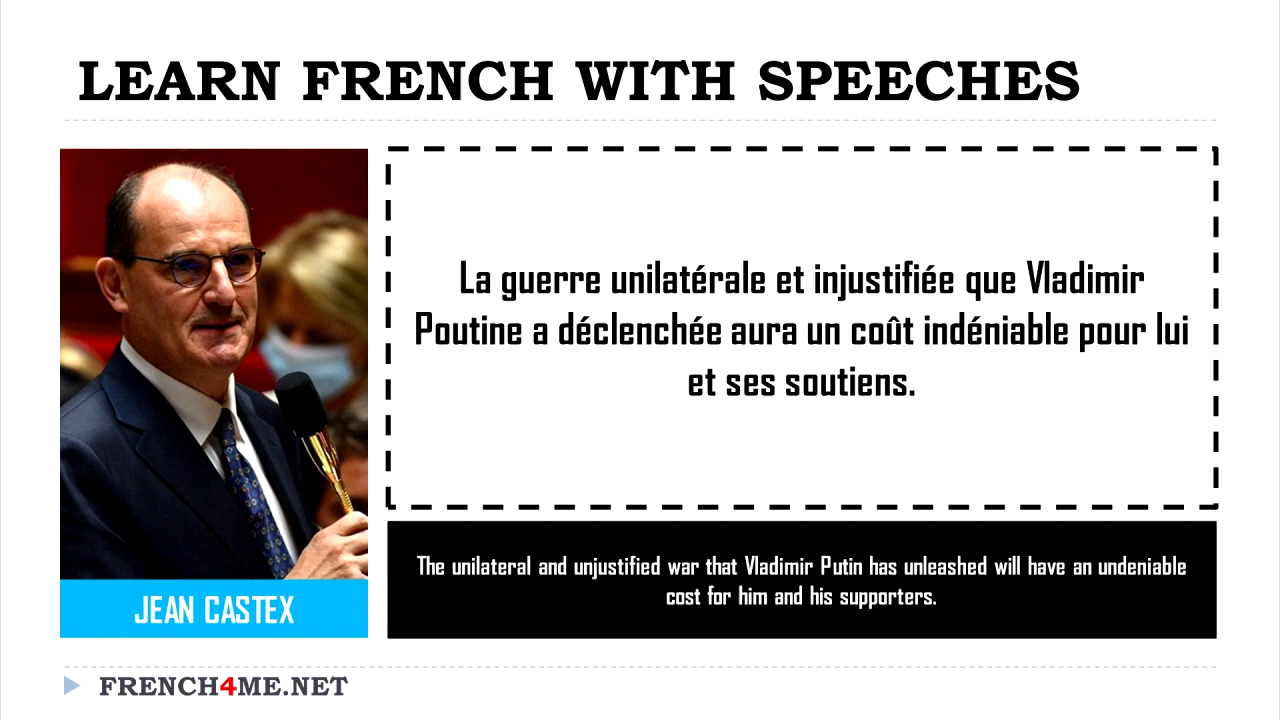 LEARN FRENCH WITH SPEECHES
La guerre unilatérale et injustifiée que Vladimir
Poutine a déclenchée aura un coût indéniable pour lui
et ses soutiens.
The unilateral and unjustified war that Vladimir Putin has unleashed will have an undeniable
cost for him and his supporters.
JEAN CASTEX
FRENCH4ME.NET